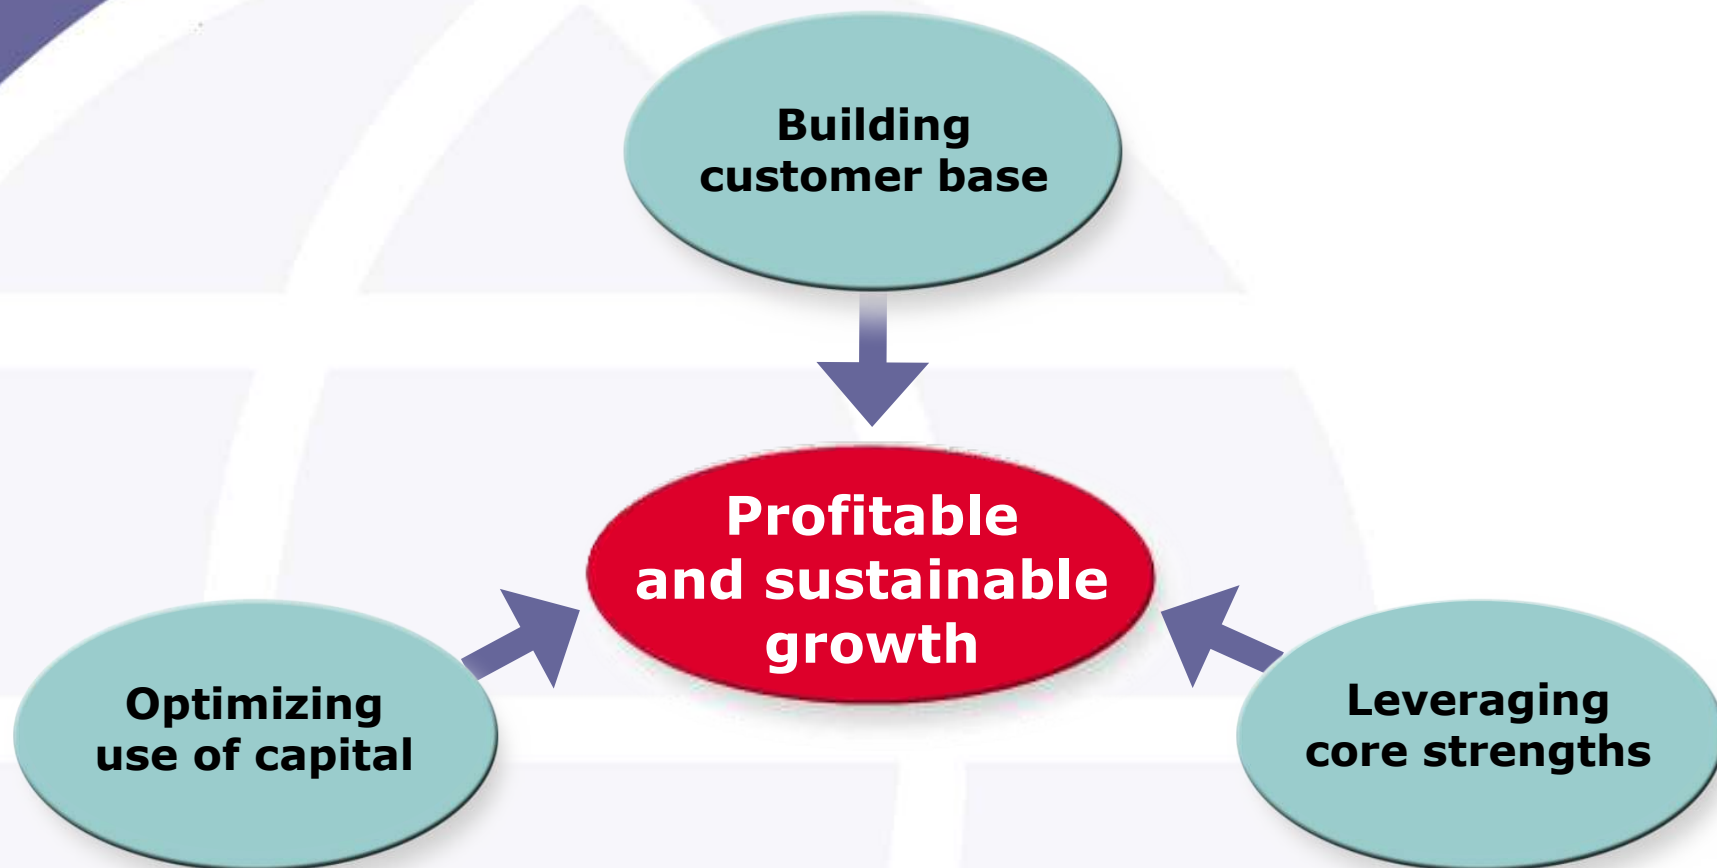 Building
customer base
Profitable
and sustainable
growth
Optimizing
use of capital
Leveraging
core strengths